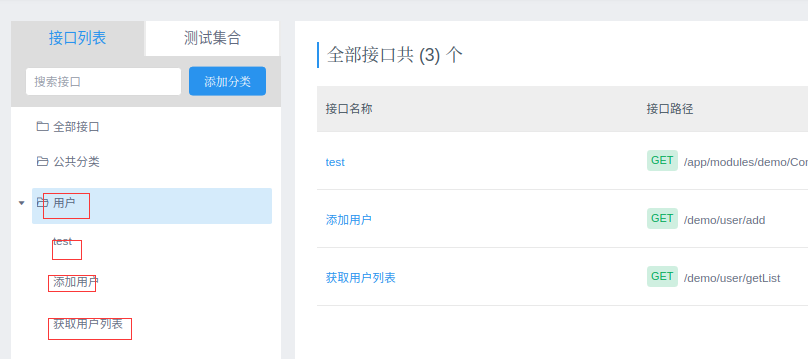 接口列表
测试集合
搜索接口
添加分类
全部接口
公共分类
用户
test
添加用户
获取用户列表
全部接口共 (3) 个
接口名称
接口路径
test
GET /app/modules/demo/Cor
添加用户
GET /demo/user/add
获取用户列表
GET /demo/user/getList